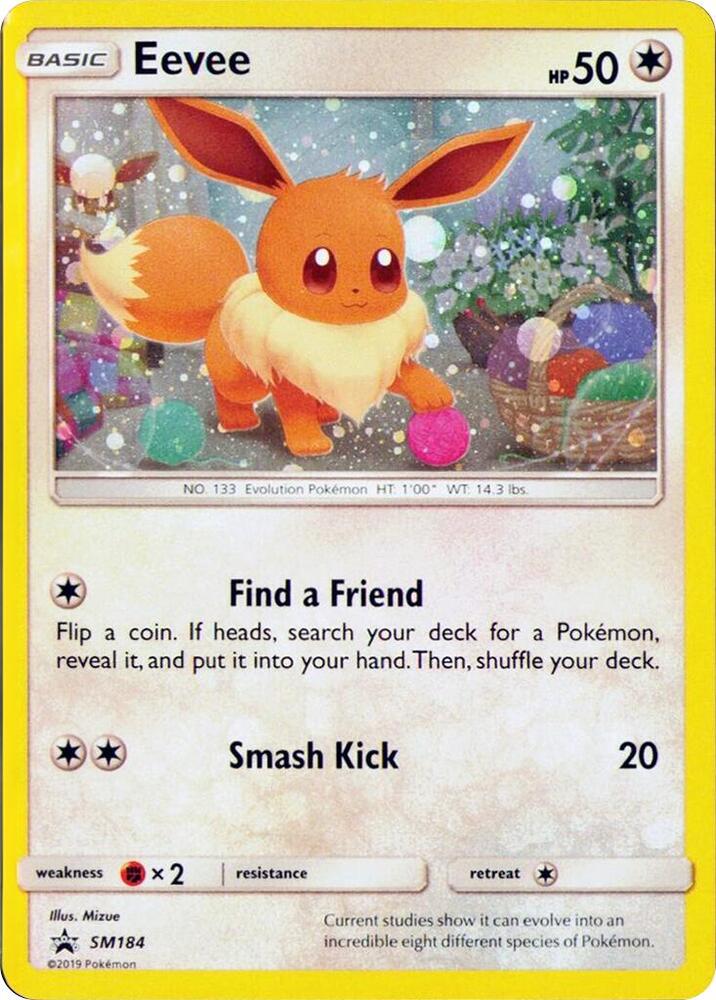 BASIC Eevee HP 50
NO. 133 Evolution Pokémon HT: 1'00" WT: 14.3 lbs.
Find a Friend
Flip a coin. If heads, search your deck for a Pokémon,
reveal it, and put it into your hand. Then, shuffle your deck.
Smash Kick 20
weakness ×2 resistance retreat
Illus. Mizue
SM184
©2019 Pokémon
Current studies show it can evolve into an
incredible eight different species of Pokémon.